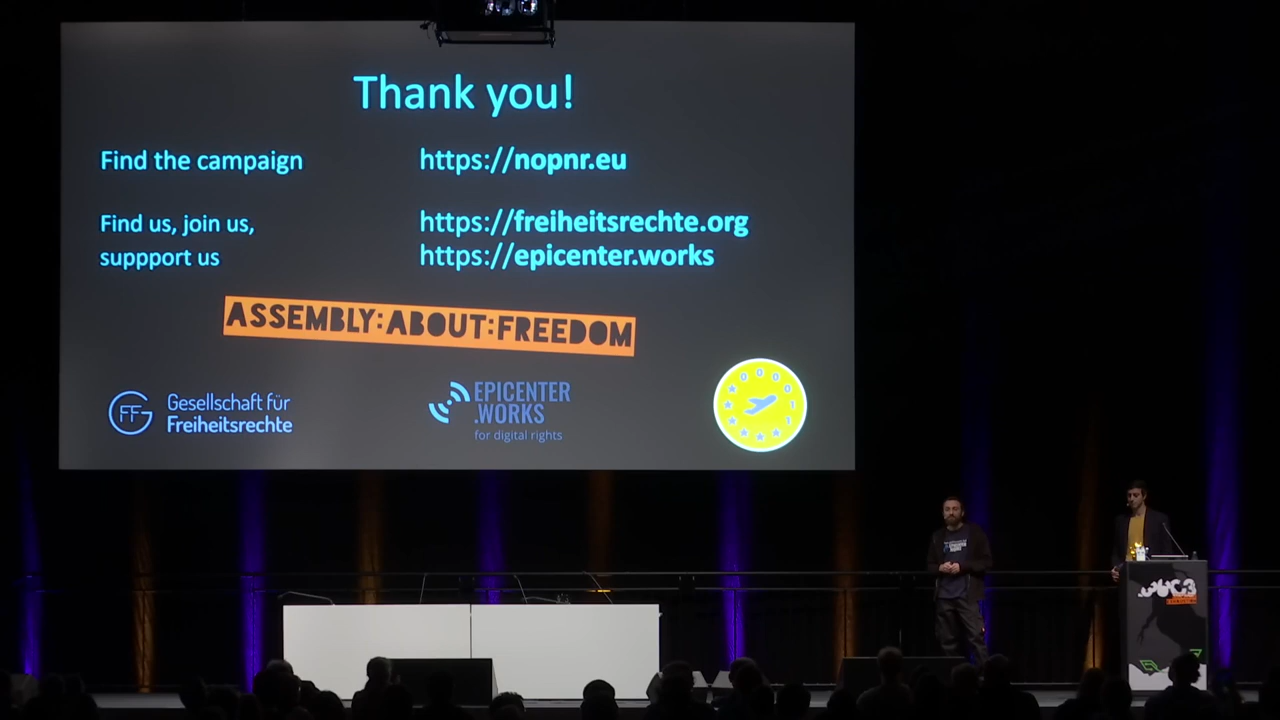 Thank you!
Find the campaign https://nopnr.eu
Find us, join us, https://freiheitsrechte.org
suppport us https://epicenter.works
ASSEMBLY:ABOUT:FREEDOM
GFF Gesellschaft für
Freiheitsrechte
EPICENTER
.WORKS
for digital rights